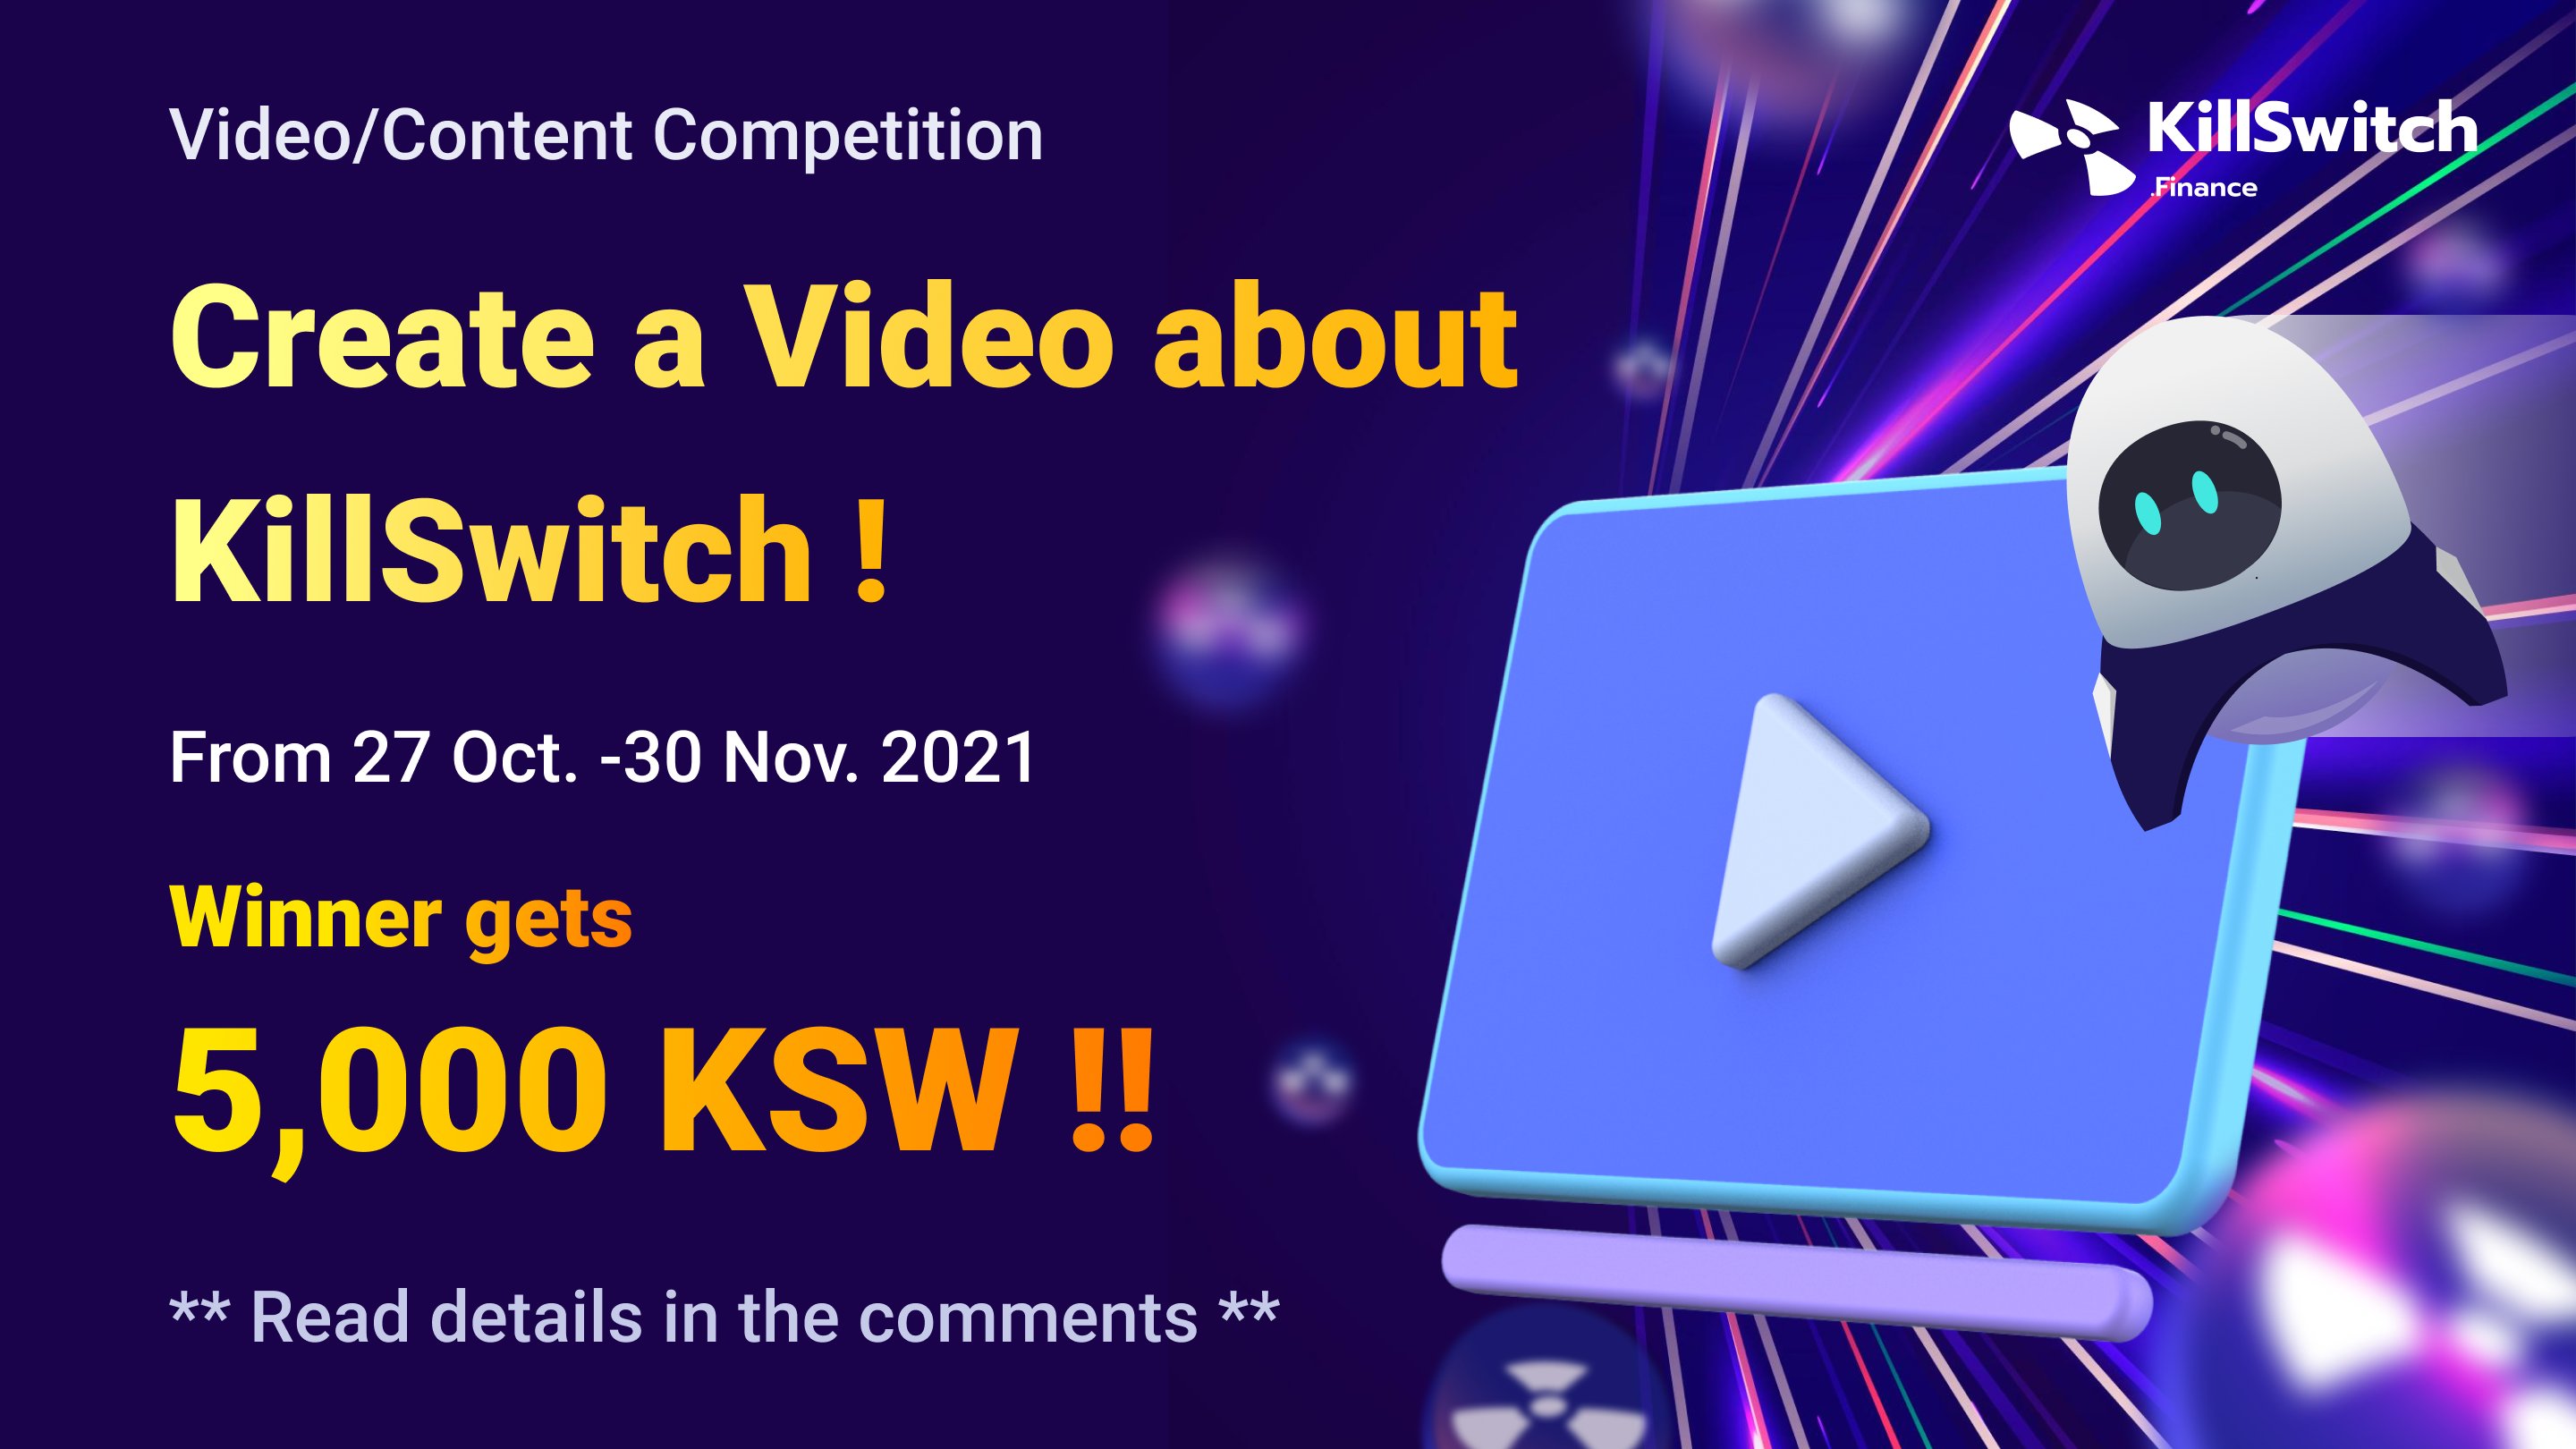 Video/Content Competition
KillSwitch
.Finance
Create a Video about
KillSwitch !
From 27 Oct. -30 Nov. 2021
Winner gets
5,000 KSW !!
** Read details in the comments **